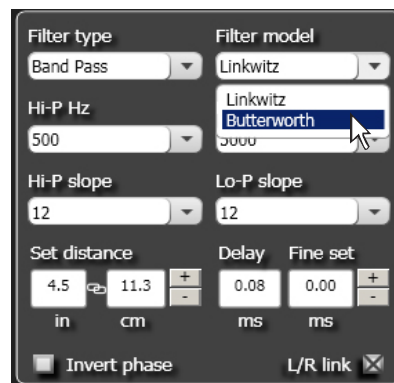 Filter type Filter model
Band Pass Linkwitz
Hi-P Hz Linkwitz
Butterworth
500 5000
Hi-P slope Lo-P slope
12 12
Set distance Delay Fine set
4.5 11.3 + - 0.08 0.00 + -
in cm ms ms
Invert phase L/R link